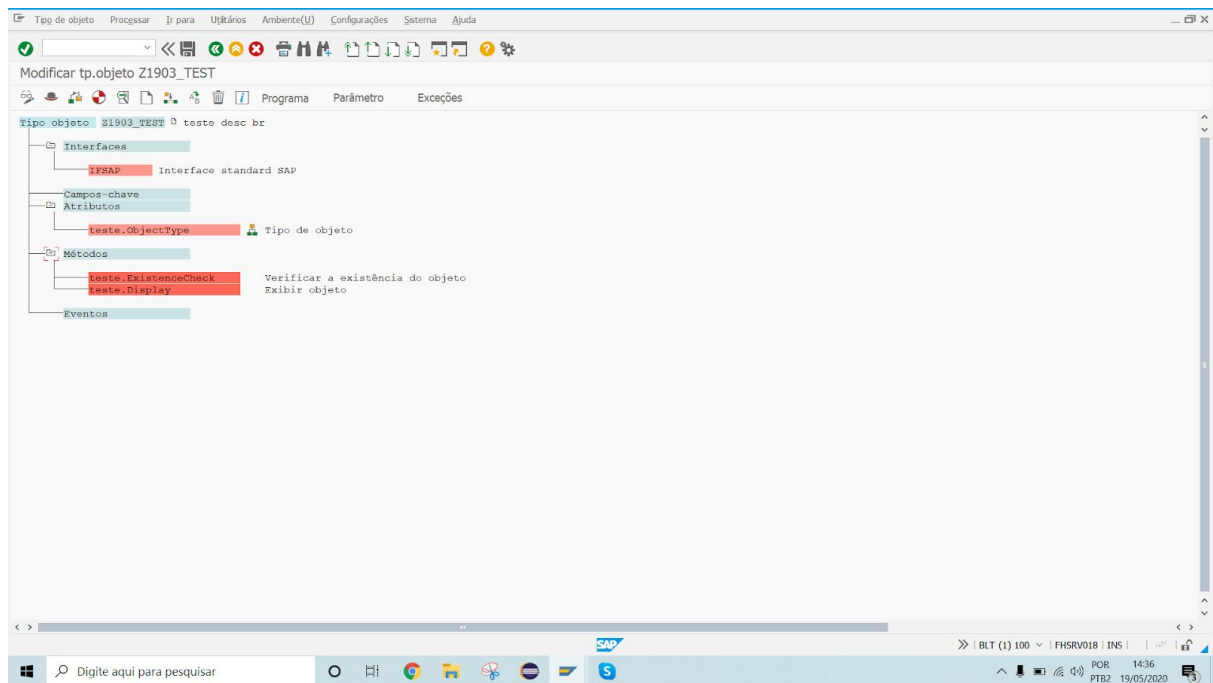 Tipo de objeto Processar Ir para Utilitários Ambiente(U) Configurações Sistema Ajuda
Modificar tp.objeto Z1903_TEST
Programa Parâmetro Exceções
Tipo objeto Z1903_TEST teste desc br
Interfaces
IFSAP Interface standard SAP
Campos-chave
Atributos
teste.ObjectType Tipo de objeto
Métodos
teste.ExistenceCheck Verificar a existência do objeto
teste.Display Exibir objeto
Eventos
SAP
BLT (1) 100 FHSRV018 INS
Digite aqui para pesquisar
POR 14:36
PTB2 19/05/2020
3